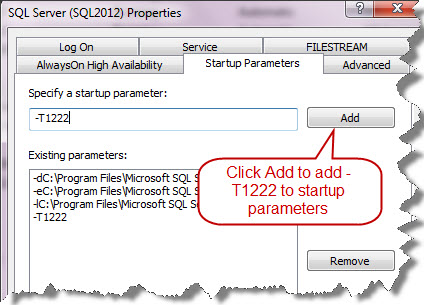 SQL Server (SQL2012) Properties
Log On
Service
FILESTREAM
AlwaysOn High Availability
Startup Parameters
Advanced
Specify a startup parameter:
-T1222
Add
Existing parameters:
-dC:\Program Files\Microsoft SQL S
-eC:\Program Files\Microsoft SQL S
-lC:\Program Files\Microsoft SQL Se
-T1222
Click Add to add -
T1222 to startup
parameters
Remove